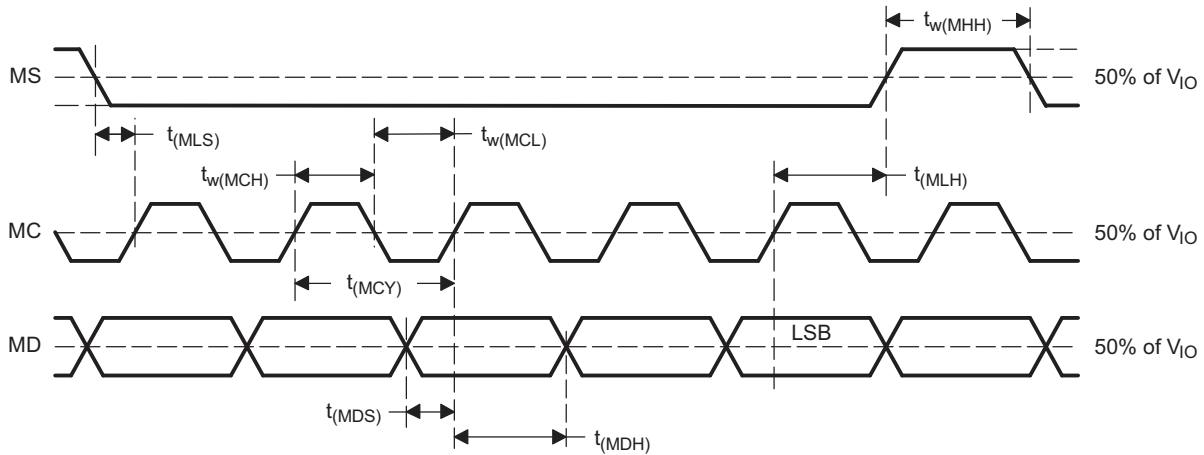 t_w(MHH)
MS
50% of V_IO
t_(MLS)
t_w(MCL)
t_w(MCH)
t_(MLH)
MC
50% of V_IO
t_(MCY)
MD
LSB
50% of V_IO
t_(MDS)
t_(MDH)